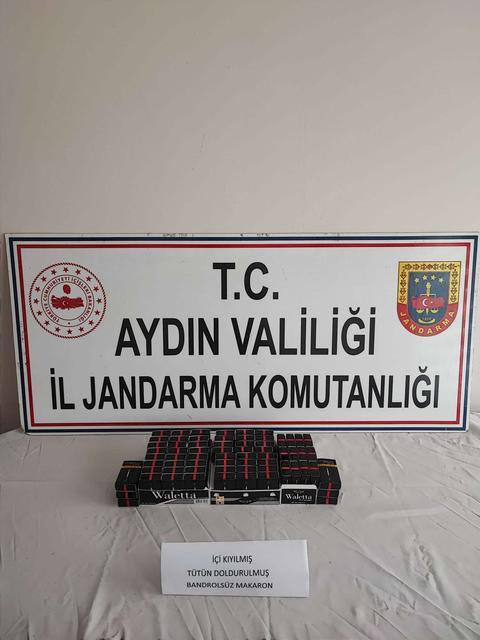 T.C.
AYDIN VALİLİĞİ
İL JANDARMA KOMUTANLIĞI
JANDARMA
Waletta
Waletta
İÇİ KIYILMIŞ
TÜTÜN DOLDURULMUŞ
BANDROLSÜZ MAKARON